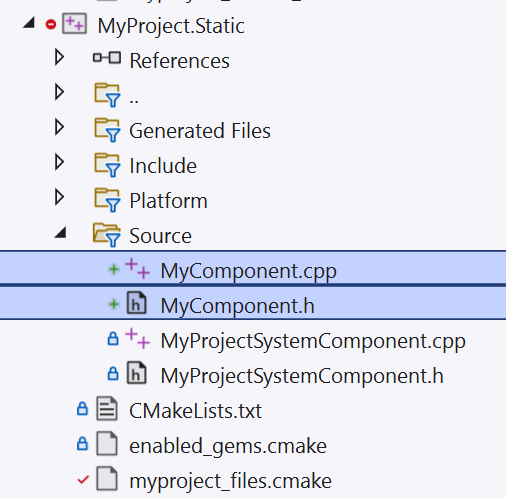 MyProject.Static
References
..
Generated Files
Include
Platform
Source
MyComponent.cpp
MyComponent.h
MyProjectSystemComponent.cpp
MyProjectSystemComponent.h
CMakeLists.txt
enabled_gems.cmake
myproject_files.cmake